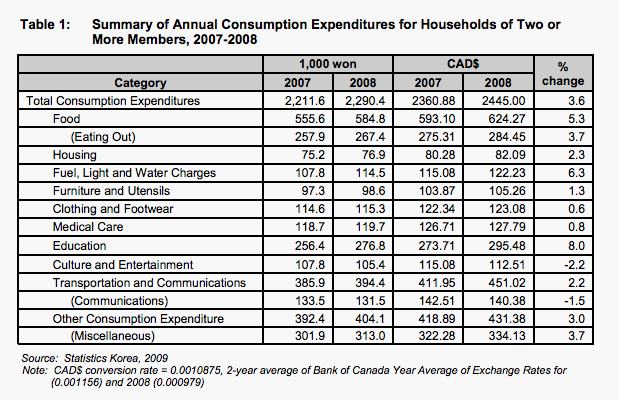 Table 1: Summary of Annual Consumption Expenditures for Households of Two or
More Members, 2007-2008
1,000 won CAD$ %
Category 2007 2008 2007 2008 change
Total Consumption Expenditures 2,211.6 2,290.4 2360.88 2445.00 3.6
Food 555.6 584.8 593.10 624.27 5.3
(Eating Out) 257.9 267.4 275.31 284.45 3.7
Housing 75.2 76.9 80.28 82.09 2.3
Fuel, Light and Water Charges 107.8 114.5 115.08 122.23 6.3
Furniture and Utensils 97.3 98.6 103.87 105.26 1.3
Clothing and Footwear 114.6 115.3 122.34 123.08 0.6
Medical Care 118.7 119.7 126.71 127.79 0.8
Education 256.4 276.8 273.71 295.48 8.0
Culture and Entertainment 107.8 105.4 115.08 112.51 -2.2
Transportation and Communications 385.9 394.4 411.95 451.02 2.2
(Communications) 133.5 131.5 142.51 140.38 -1.5
Other Consumption Expenditure 392.4 404.1 418.89 431.38 3.0
(Miscellaneous) 301.9 313.0 322.28 334.13 3.7
Source: Statistics Korea, 2009
Note: CAD$ conversion rate = 0.0010875, 2-year average of Bank of Canada Year Average of Exchange Rates for
(0.001156) and 2008 (0.000979)